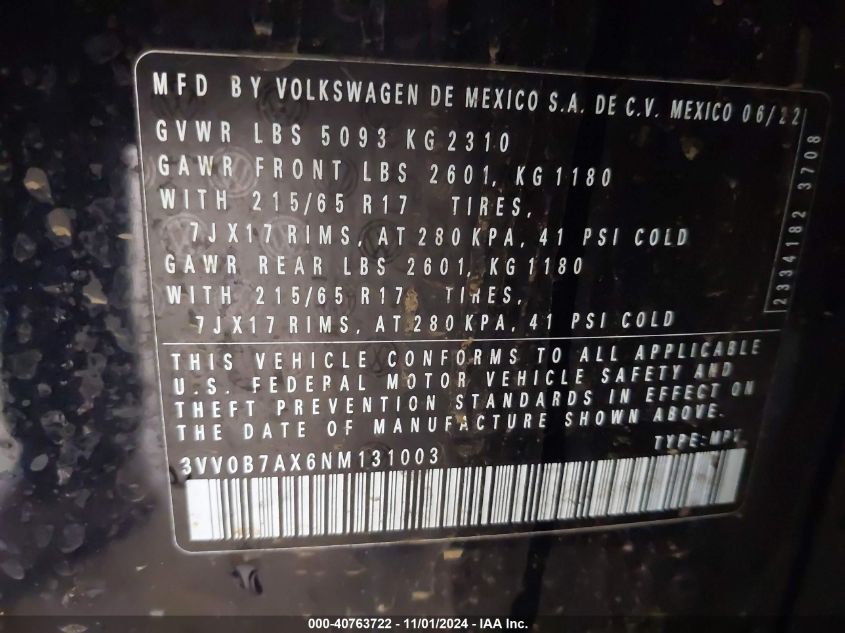 MFD BY VOLKSWAGEN DE MEXICO S.A. DE C.V. MEXICO 06/22
GVWR LBS 5093 KG 2310
GAWR FRONT LBS 2601, KG 1180
WITH 215/65 R17 TIRES,
7JX17 RIMS, AT 280 KPA, 41 PSI COLD
GAWR REAR LBS 2601, KG 1180
WITH 215/65 R17 TIRES,
7JX17 RIMS, AT 280 KPA, 41 PSI COLD
2334182 3708
THIS VEHICLE CONFORMS TO ALL APPLICABLE
U.S. FEDERAL MOTOR VEHICLE SAFETY AND
THEFT PREVENTION STANDARDS IN EFFECT ON
THE DATE OF MANUFACTURE SHOWN ABOVE.
TYPE: MPV
3VV0B7AX6NM131003
000-40763722 - 11/01/2024 - IAA Inc.